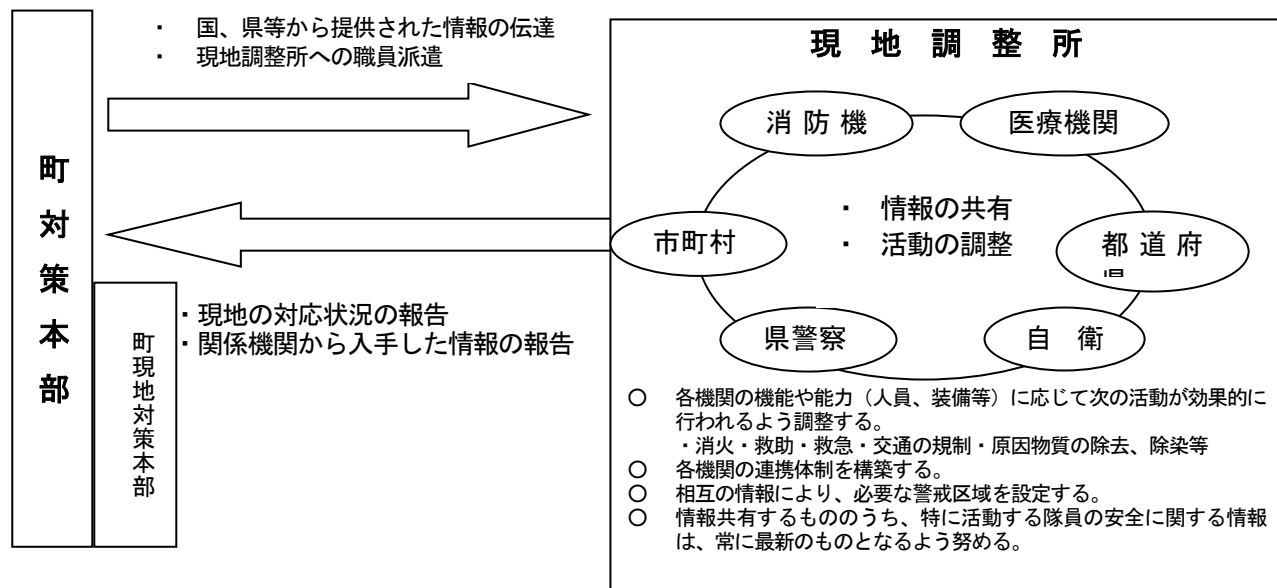 ・ 国、県等から提供された情報の伝達
・ 現地調整所への職員派遣
町対策本部
町現地対策本部
・現地の対応状況の報告
・関係機関から入手した情報の報告
現地調整所
消防機
医療機関
市町村
・ 情報の共有
・ 活動の調整
都道府
県警察
自衛
○ 各機関の機能や能力（人員、装備等）に応じて次の活動が効果的に
行われるよう調整する。
・消火・救助・救急・交通の規制・原因物質の除去、除染等
○ 各機関の連携体制を構築する。
○ 相互の情報により、必要な警戒区域を設定する。
○ 情報共有するもののうち、特に活動する隊員の安全に関する情報
は、常に最新のものとなるよう努める。